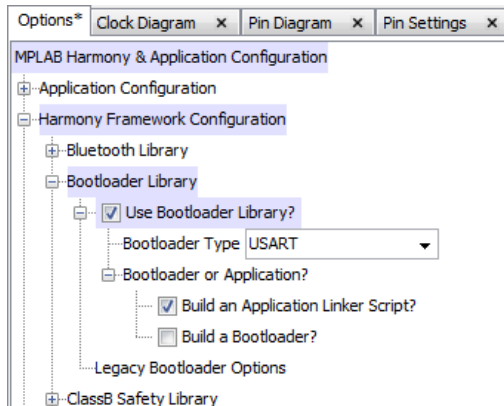 Options* Clock Diagram x Pin Diagram x Pin Settings x
MPLAB Harmony & Application Configuration
Application Configuration
Harmony Framework Configuration
Bluetooth Library
Bootloader Library
Use Bootloader Library?
Bootloader Type USART
Bootloader or Application?
Build an Application Linker Script?
Build a Bootloader?
Legacy Bootloader Options
ClassB Safety Library